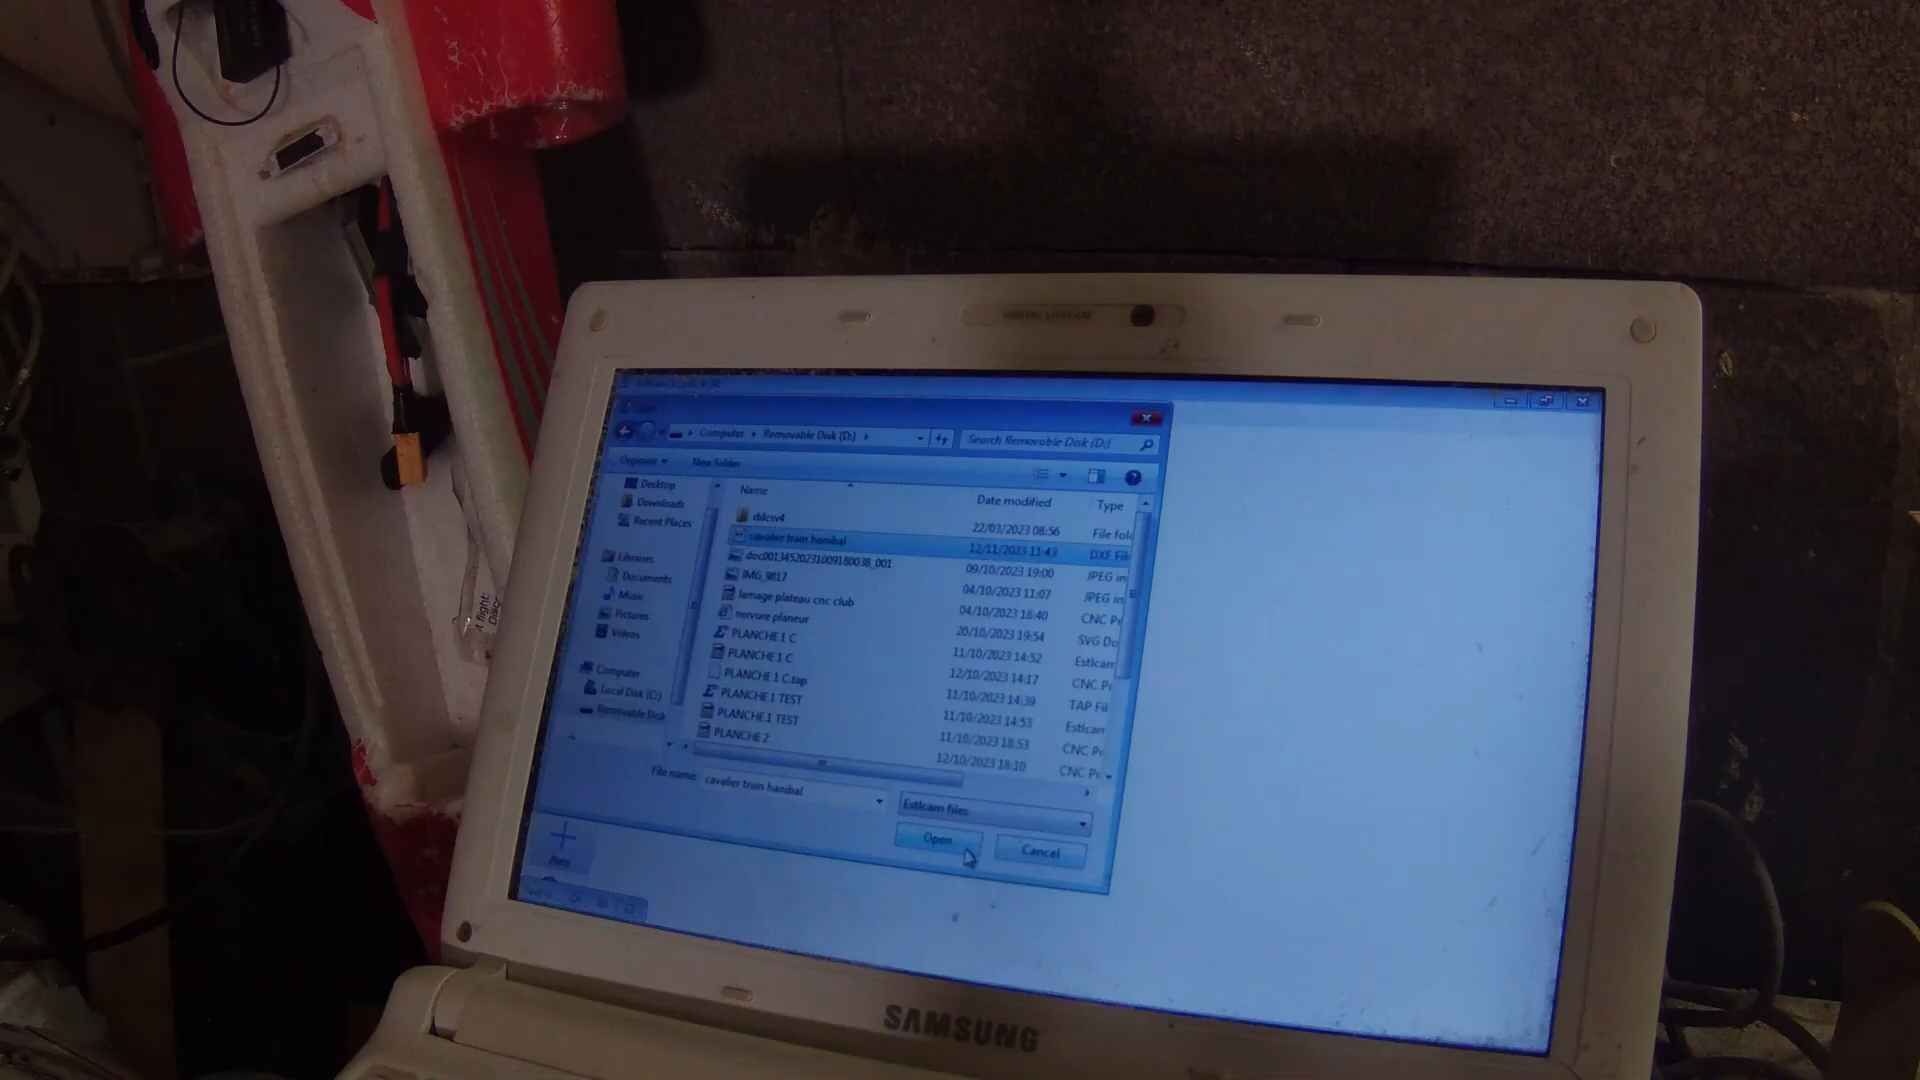 DIGITAL LIVECAM
Computer Removable Disk (D:) Search Removable Disk (D:)
Organize New folder
Desktop
Downloads
Recent Places
Libraries
Documents
Music
Pictures
Videos
Computer
Local Disk (C:)
Removable Disk
Name Date modified Type
ddcsv4 22/03/2023 08:56 File fol
cavalier train hanibal 12/11/2023 11:43 DXF Fil
doc00134520231009180038_001 09/10/2023 19:00 JPEG im
IMG_9817 04/10/2023 11:07 JPEG im
lamage plateau cnc club 04/10/2023 18:40 CNC Pr
nervure planeur 20/10/2023 19:54 SVG Do
PLANCHE 1 C 11/10/2023 14:52 Estlcam
PLANCHE 1 C 12/10/2023 14:17 CNC Pr
PLANCHE 1 C.tap 11/10/2023 14:39 TAP Fil
PLANCHE 1 TEST 11/10/2023 14:53 Estlcam
PLANCHE 1 TEST 11/10/2023 18:53 CNC Pr
PLANCHE 2 12/10/2023 18:10 CNC Pr
File name: cavalier train hanibal Estlcam files
Open Cancel
Zero
SAMSUNG
t flight:
Disc